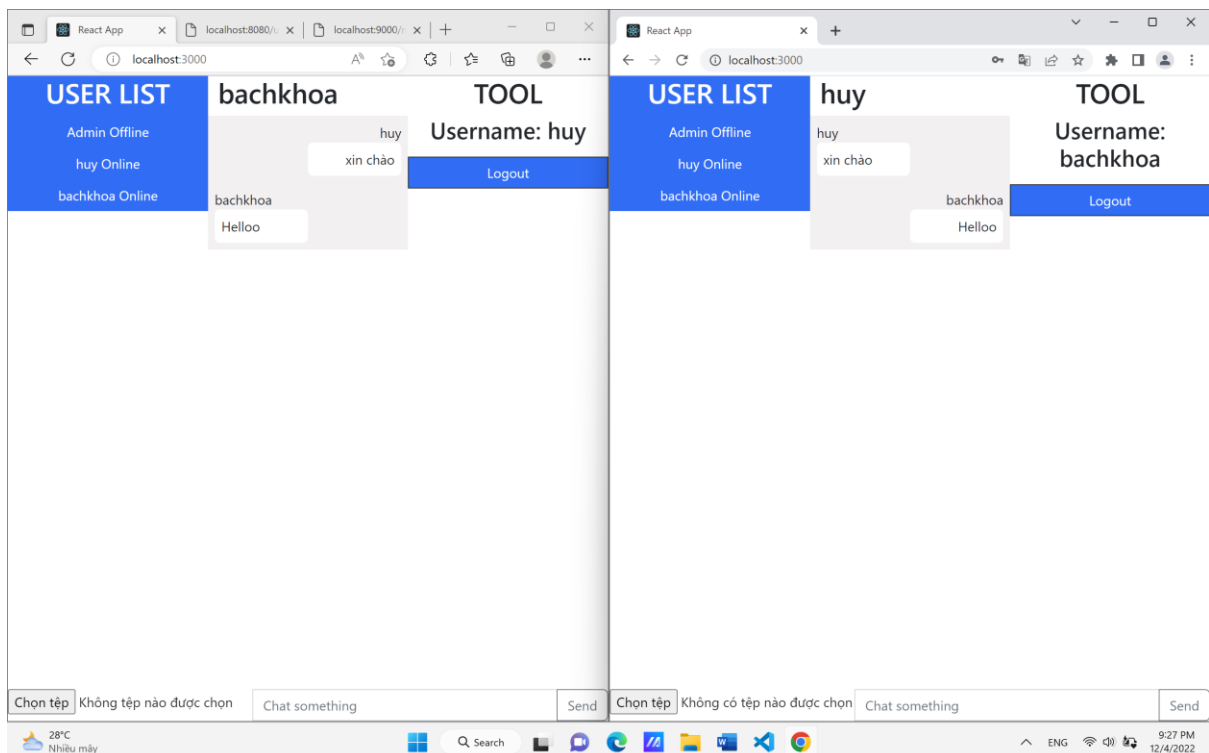 React App
localhost:8080/u
localhost:9000/r
localhost:3000
USER LIST
Admin Offline
huy Online
bachkhoa Online
bachkhoa
huy
xin chào
bachkhoa
Helloo
TOOL
Username: huy
Logout
Chọn tệp Không tệp nào được chọn
Chat something
Send
React App
localhost:3000
USER LIST
Admin Offline
huy Online
bachkhoa Online
huy
huy
xin chào
bachkhoa
Helloo
TOOL
Username:
bachkhoa
Logout
Chọn tệp Không có tệp nào được chọn
Chat something
Send
28°C
Nhiều mây
Search
ENG
9:27 PM
12/4/2022